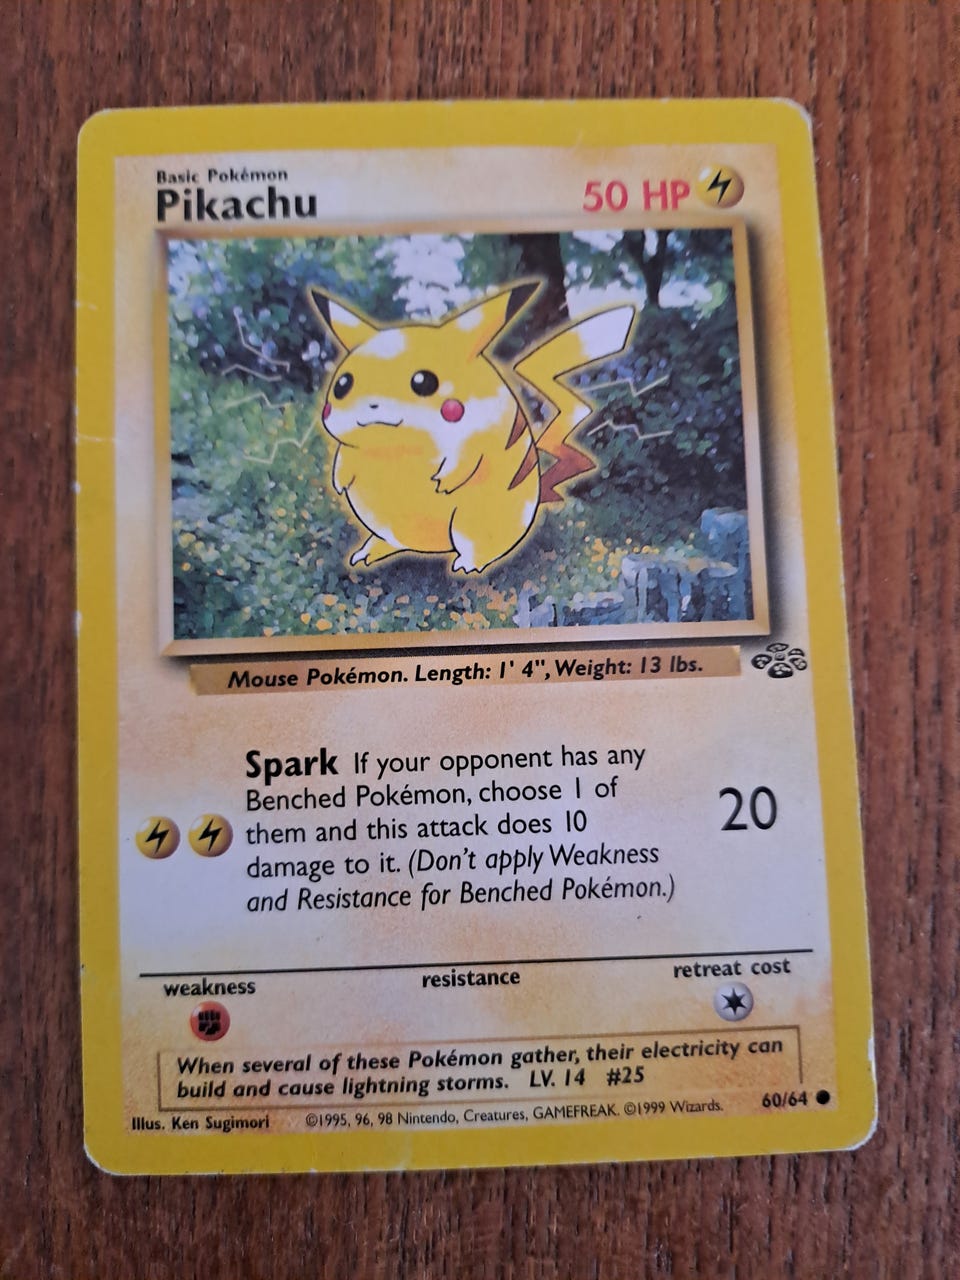 Basic Pokémon
Pikachu
50 HP
Mouse Pokémon. Length: 1' 4", Weight: 13 lbs.
Spark If your opponent has any
Benched Pokémon, choose 1 of
them and this attack does 10
damage to it. (Don't apply Weakness
and Resistance for Benched Pokémon.)
20
weakness
resistance
retreat cost
When several of these Pokémon gather, their electricity can
build and cause lightning storms. LV. 14 #25
Illus. Ken Sugimori
©1995, 96, 98 Nintendo, Creatures, GAMEFREAK. ©1999 Wizards.
60/64